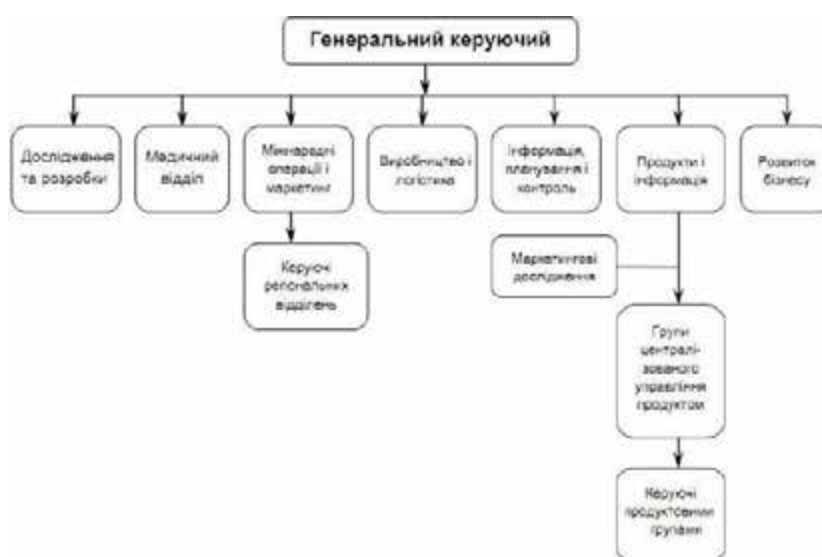 Генеральний керуючий
Дослідження
та розробки
Медичний
відділ
Міжнародні
операції і
маркетинг
Виробництво і
логістика
Інформація,
планування і
контроль
Продукти і
інформація
Розвиток
бізнесу
Керуючі
регіональних
відділень
Маркетингові
дослідження
Групи
централі-
зованого
управління
продуктом
Керуючі
продуктовими
групами